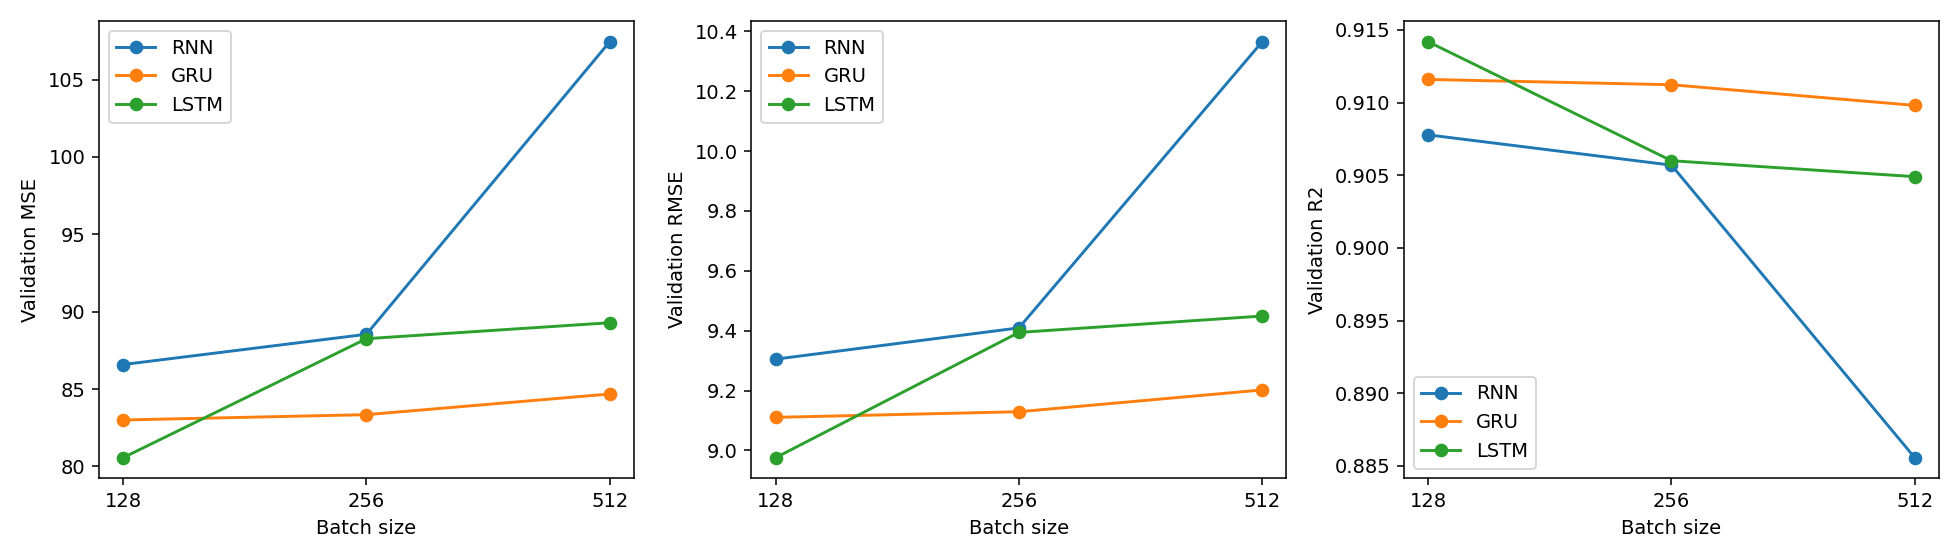 Validation MSE
105
100
95
90
85
80
RNN
GRU
LSTM
128
256
512
Batch size
Validation RMSE
10.4
10.2
10.0
9.8
9.6
9.4
9.2
9.0
RNN
GRU
LSTM
128
256
512
Batch size
Validation R2
0.915
0.910
0.905
0.900
0.895
0.890
0.885
RNN
GRU
LSTM
128
256
512
Batch size